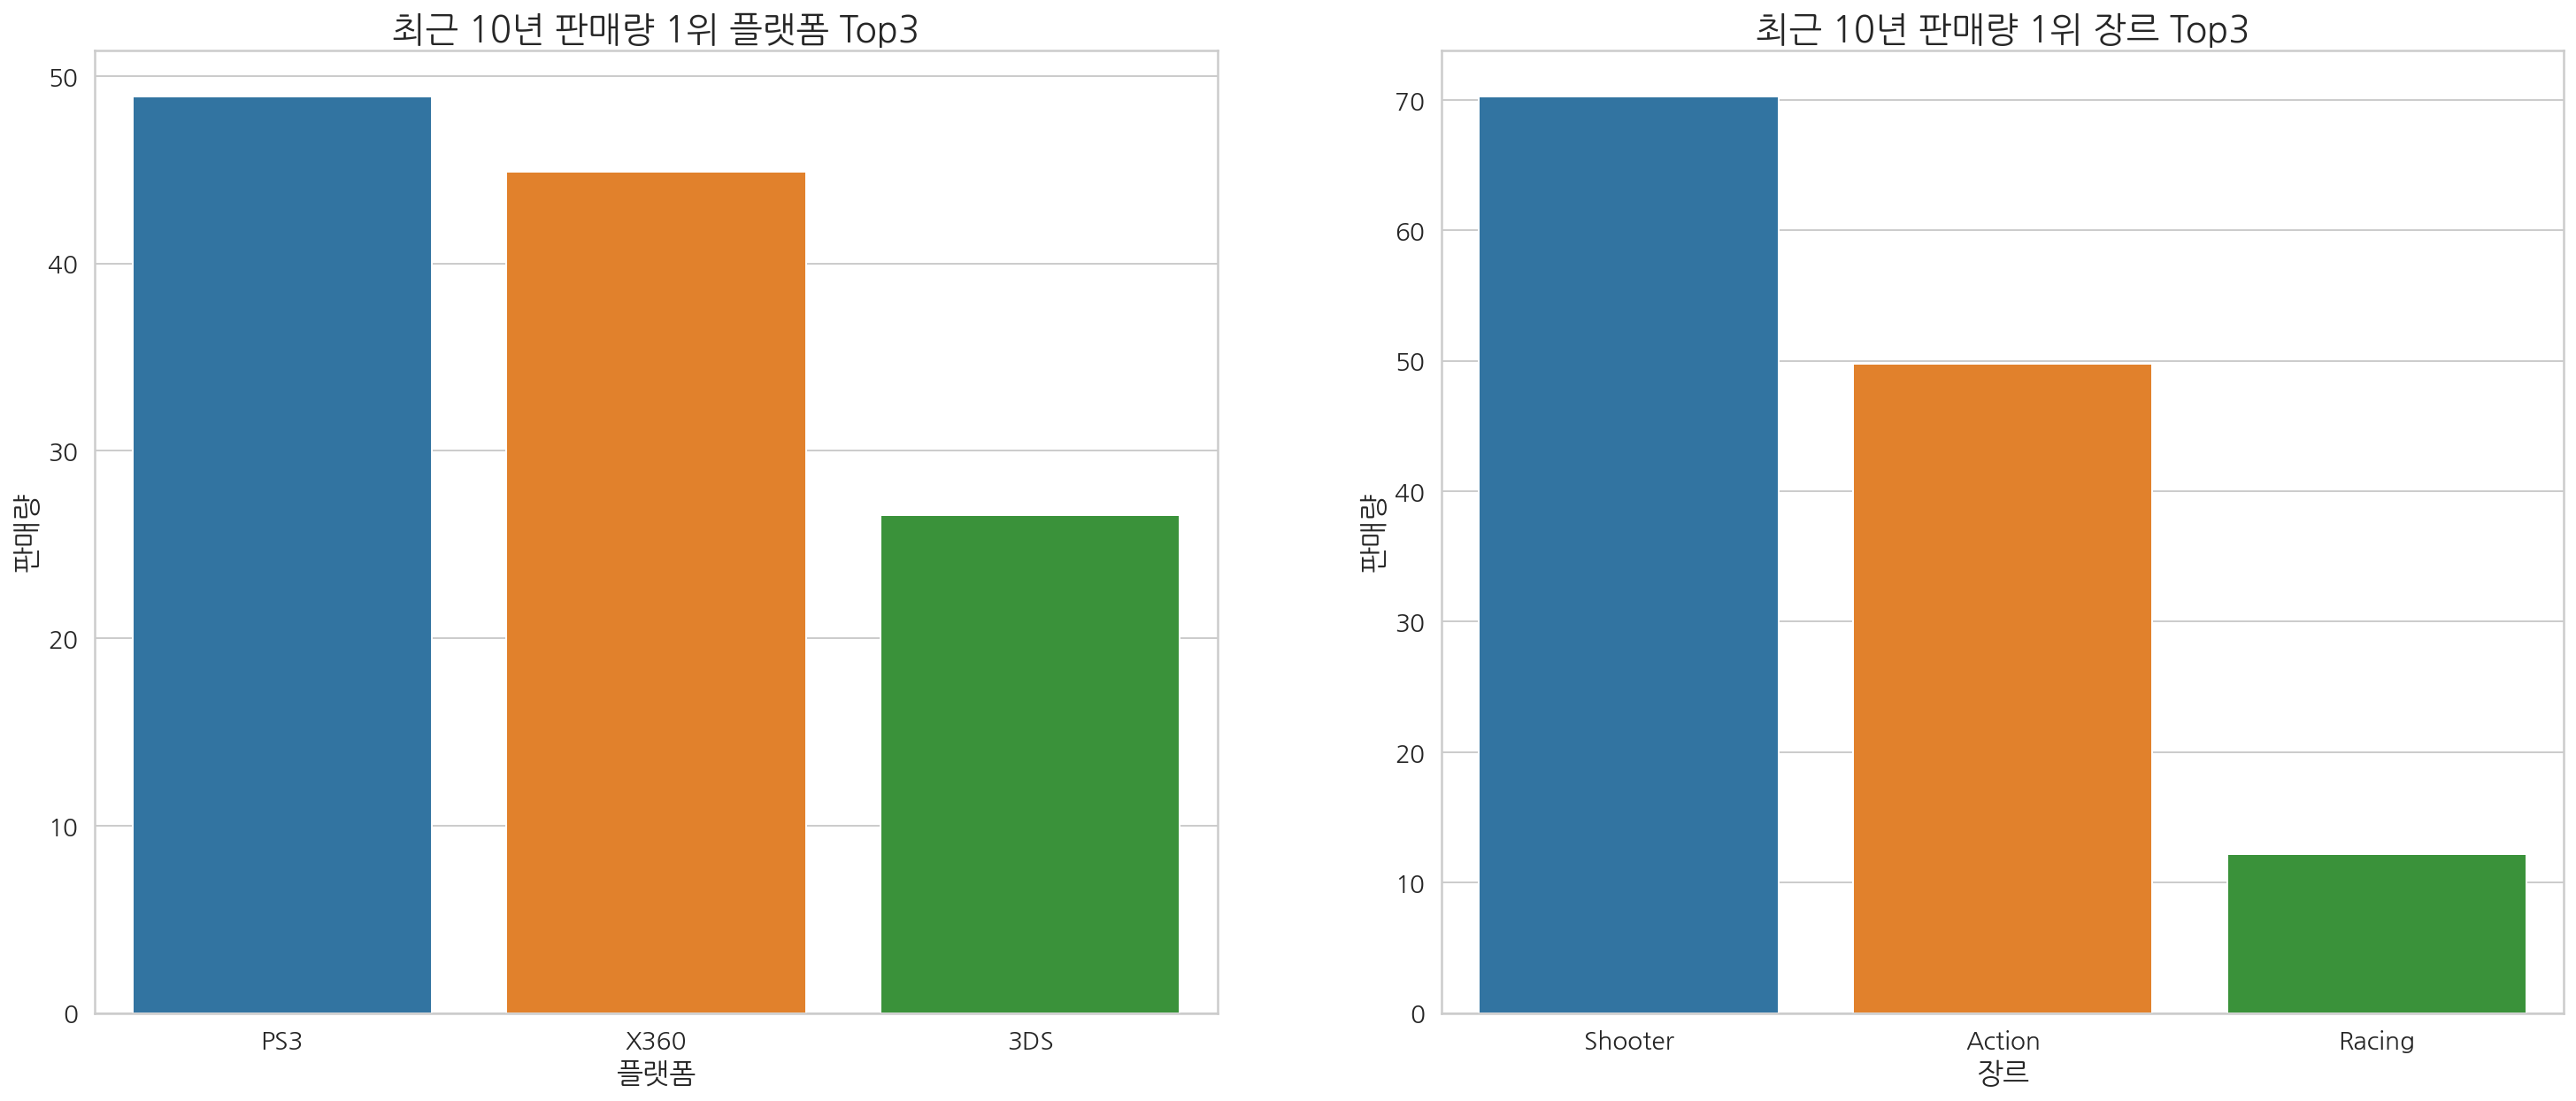 최근 10년 판매량 1위 플랫폼 Top3
50
40
30
20
10
0
판매량
PS3
X360
3DS
플랫폼
최근 10년 판매량 1위 장르 Top3
70
60
50
40
30
20
10
0
판매량
Shooter
Action
Racing
장르